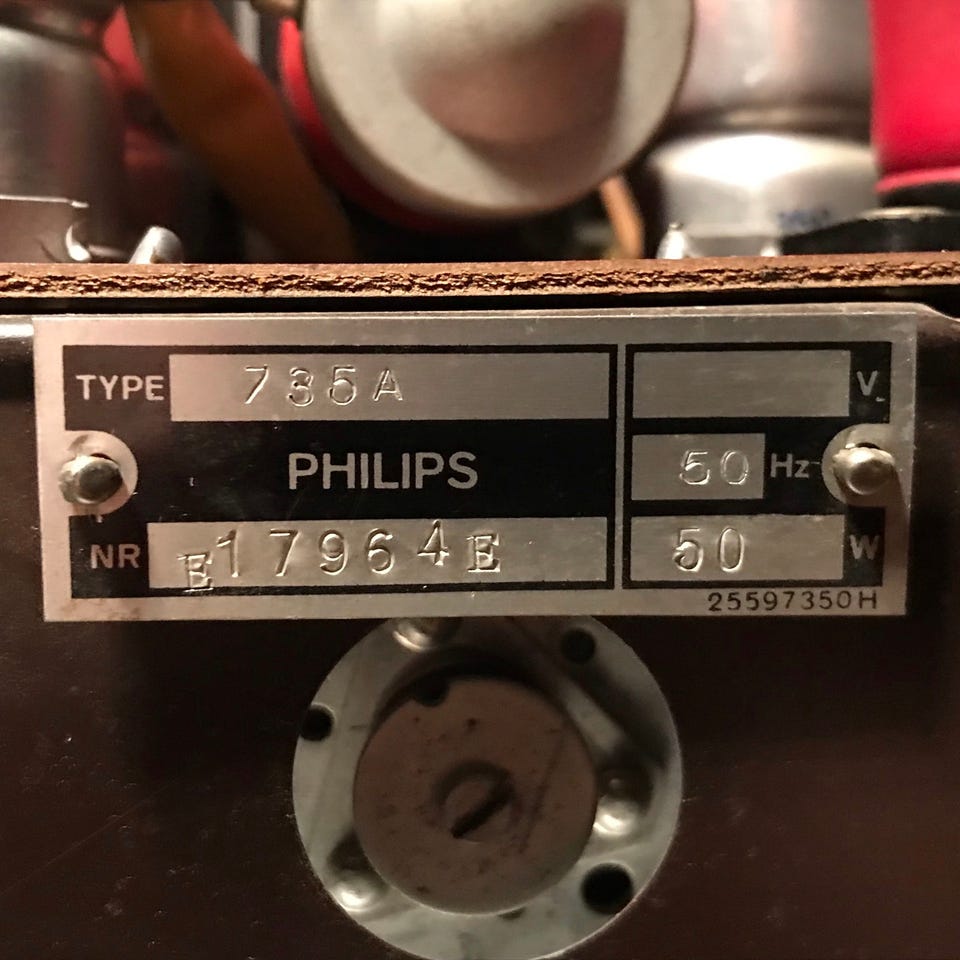 TYPE 735A V
PHILIPS 50 Hz
NR E17964E 50 W
25597350H